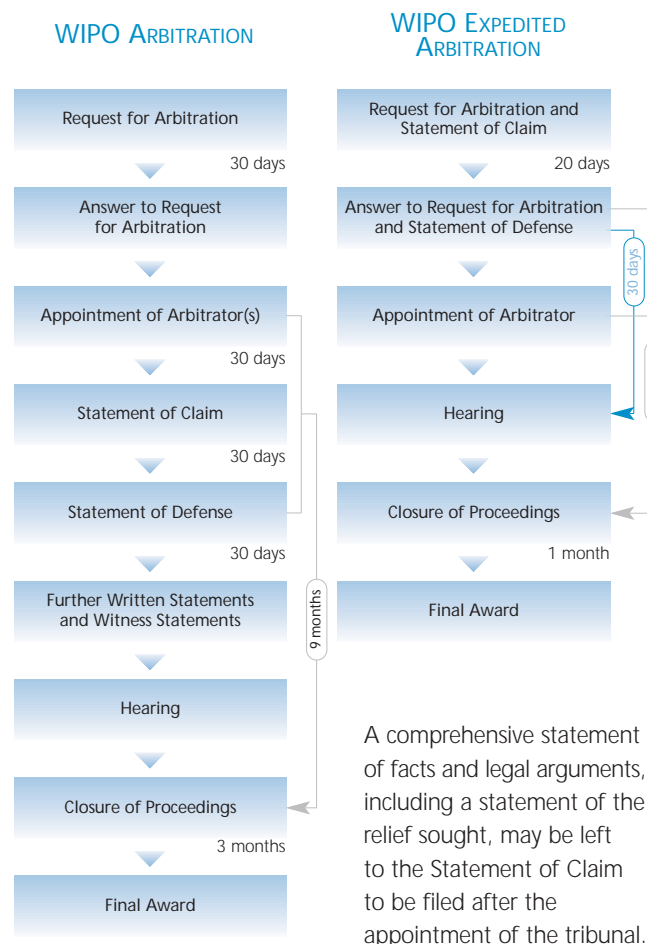 WIPO ARBITRATION
Request for Arbitration
30 days
Answer to Request
for Arbitration
Appointment of Arbitrator(s)
30 days
Statement of Claim
30 days
Statement of Defense
30 days
Further Written Statements
and Witness Statements
9 months
Hearing
Closure of Proceedings
3 months
Final Award
WIPO EXPEDITED
ARBITRATION
Request for Arbitration and
Statement of Claim
20 days
Answer to Request for Arbitration
and Statement of Defense
30 days
Appointment of Arbitrator
Hearing
Closure of Proceedings
1 month
Final Award
A comprehensive statement
of facts and legal arguments,
including a statement of the
relief sought, may be left
to the Statement of Claim
to be filed after the
appointment of the tribunal.